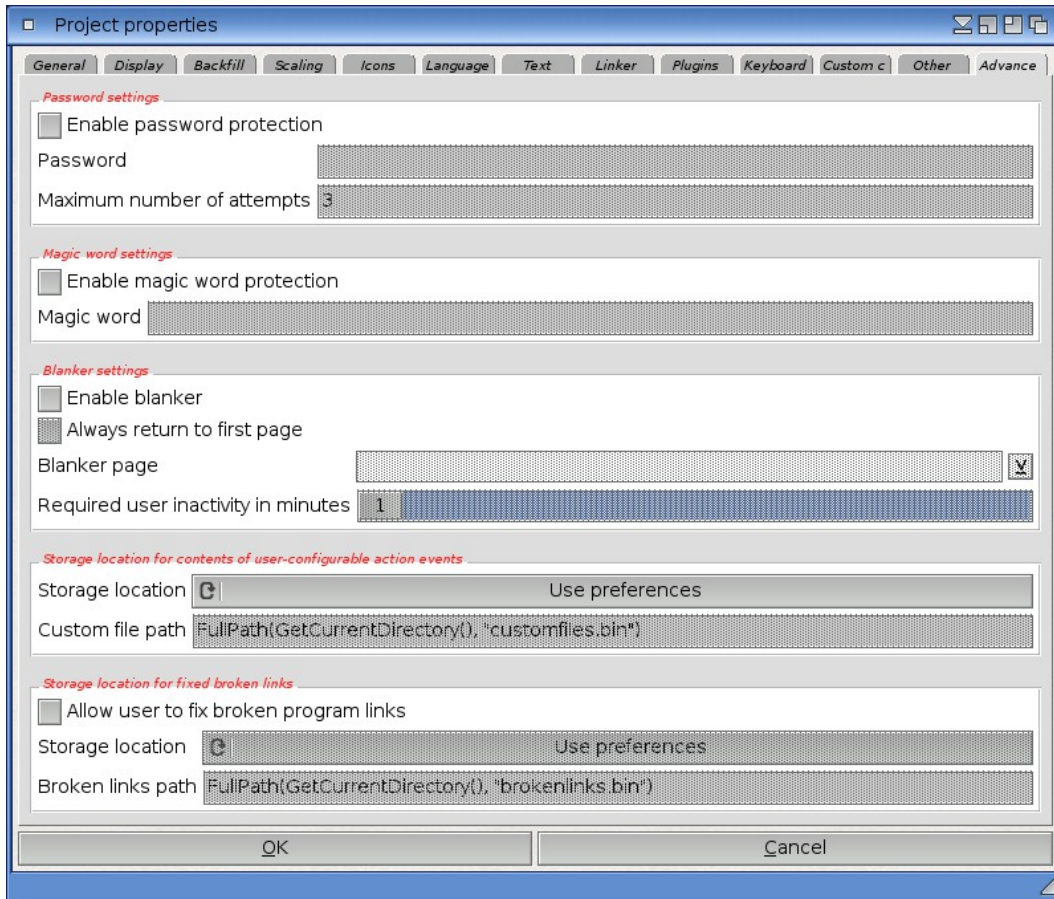 Project properties
General Display Backfill Scaling Icons Language Text Linker Plugins Keyboard Custom c Other Advance
Password settings
Enable password protection
Password
Maximum number of attempts 3
Magic word settings
Enable magic word protection
Magic word
Blanker settings
Enable blanker
Always return to first page
Blanker page
Required user inactivity in minutes 1
Storage location for contents of user-configurable action events
Storage location Use preferences
Custom file path FullPath(GetCurrentDirectory(), "customfiles.bin")
Storage location for fixed broken links
Allow user to fix broken program links
Storage location Use preferences
Broken links path FullPath(GetCurrentDirectory(), "brokenlinks.bin")
OK Cancel